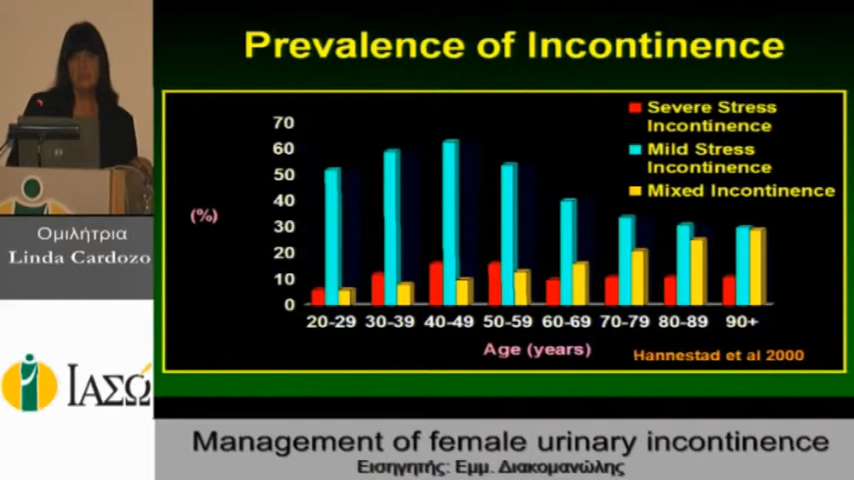 Prevalence of Incontinence
Severe Stress
Incontinence
Mild Stress
Incontinence
Mixed Incontinence
(%)
70
60
50
40
30
20
10
0
20-29 30-39 40-49 50-59 60-69 70-79 80-89 90+
Age (years)
Hannestad et al 2000
Ομιλήτρια
Linda Cardozo
ΙΑΣΩ
Management of female urinary incontinence
Εισηγητής: Εμμ. Διακομανώλης